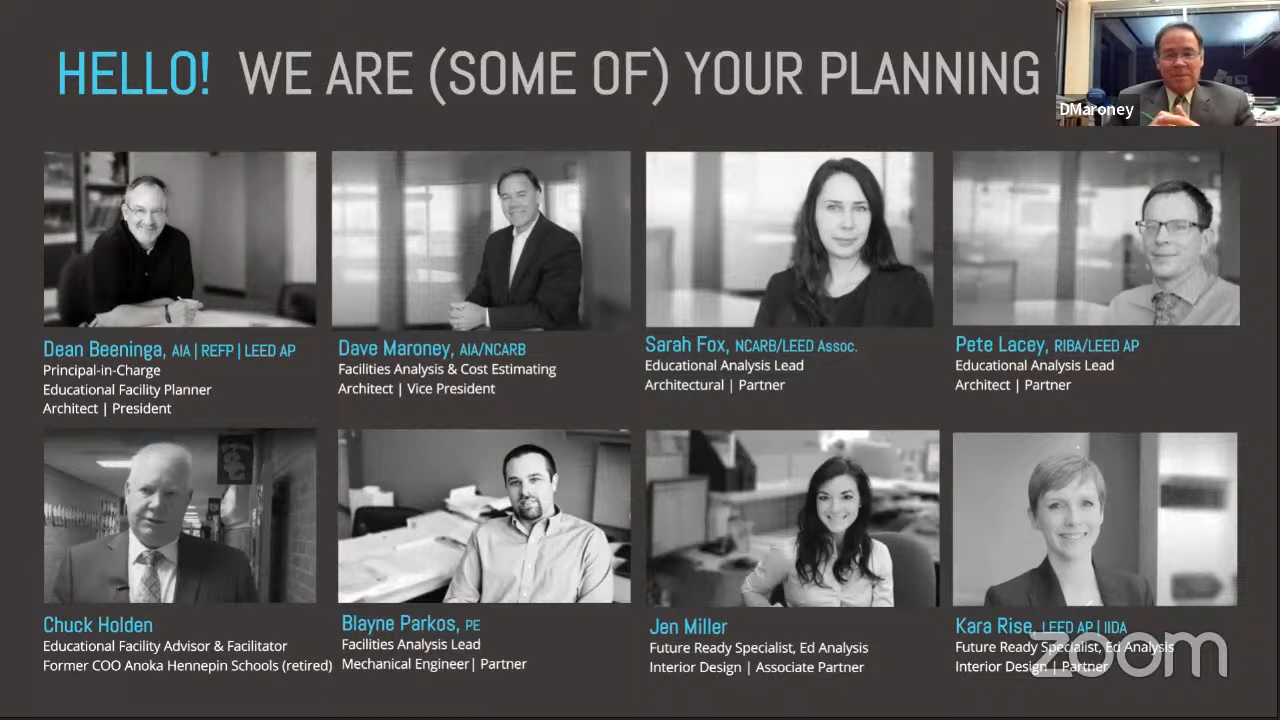 HELLO! WE ARE (SOME OF) YOUR PLANNING
DMaroney
Dean Beeninga, AIA | REFP | LEED AP
Principal-in-Charge
Educational Facility Planner
Architect | President
Dave Maroney, AIA/NCARB
Facilities Analysis & Cost Estimating
Architect | Vice President
Sarah Fox, NCARB/LEED Assoc.
Educational Analysis Lead
Architectural | Partner
Pete Lacey, RIBA/LEED AP
Educational Analysis Lead
Architect | Partner
Chuck Holden
Educational Facility Advisor & Facilitator
Former COO Anoka Hennepin Schools (retired)
Blayne Parkos, PE
Facilities Analysis Lead
Mechanical Engineer| Partner
Jen Miller
Future Ready Specialist, Ed Analysis
Interior Design | Associate Partner
Kara Rise, LEED AP | IIDA
Future Ready Specialist, Ed Analysis
Interior Design | Partner
zoom